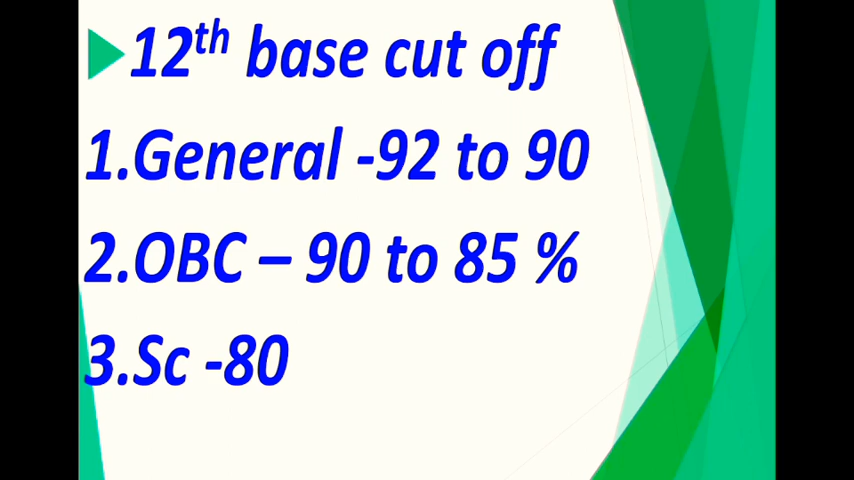 12th base cut off
1.General -92 to 90
2.OBC – 90 to 85 %
3.Sc -80